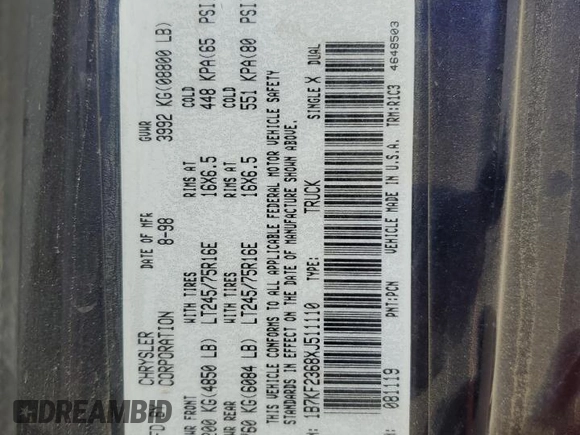 CHRYSLER DATE OF MFR GVWR
CORPORATION 8-98 3992 KG(08800 LB)
WITH TIRES RIMS AT COLD
(4850 LB) LT245/75R16E 16X6.5 448 KPA(65 PSI
REAR WITH TIRES RIMS AT COLD
KG(6084 LB) LT245/75R16E 16X6.5 551 KPA(80 PSI
THIS VEHICLE CONFORMS TO ALL APPLICABLE FEDERAL MOTOR VEHICLE SAFETY
STANDARDS IN EFFECT ON THE DATE OF MANUFACTURE SHOWN ABOVE.
1B7KF2368XJ511110 TYPE: TRUCK SINGLE X DUAL
081119 PNT:PCN VEHICLE MADE IN U.S.A. TRM:R1C3
4648503
DREAMBID